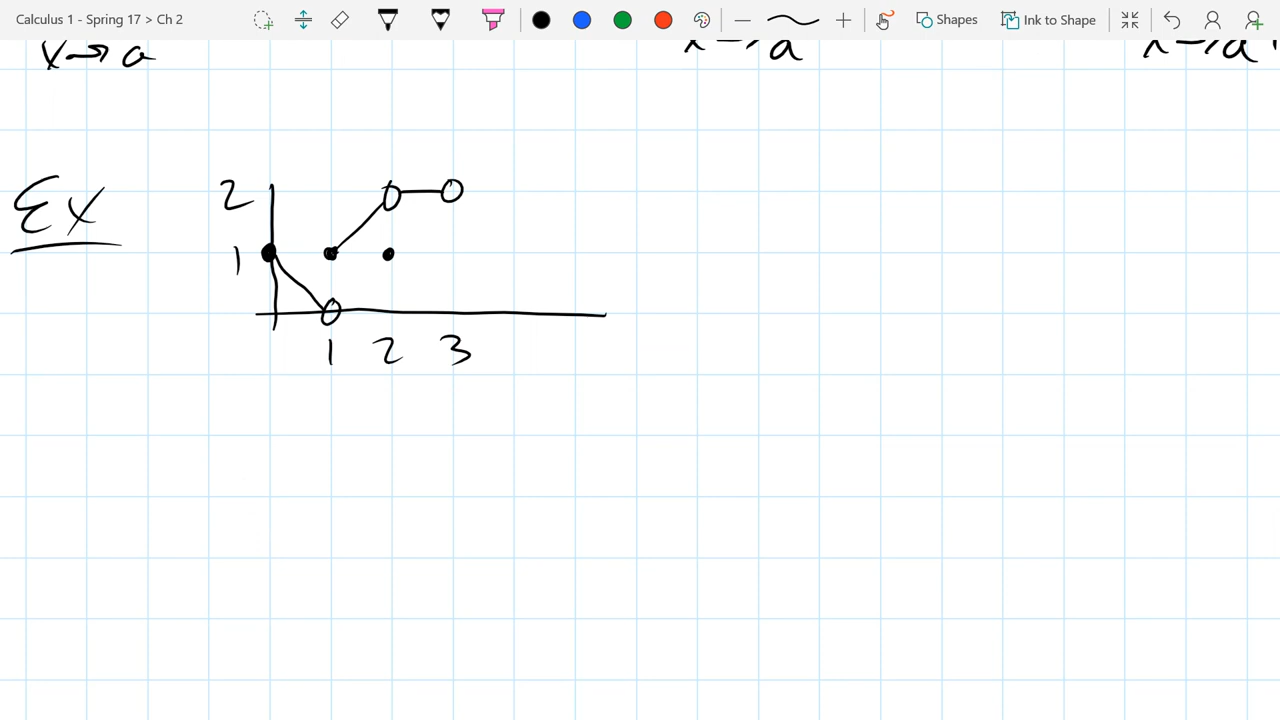 Calculus 1 - Spring 17 > Ch 2
Shapes
Ink to Shape
x→a
x→a
x→a+
Ex
2
1
1 2 3